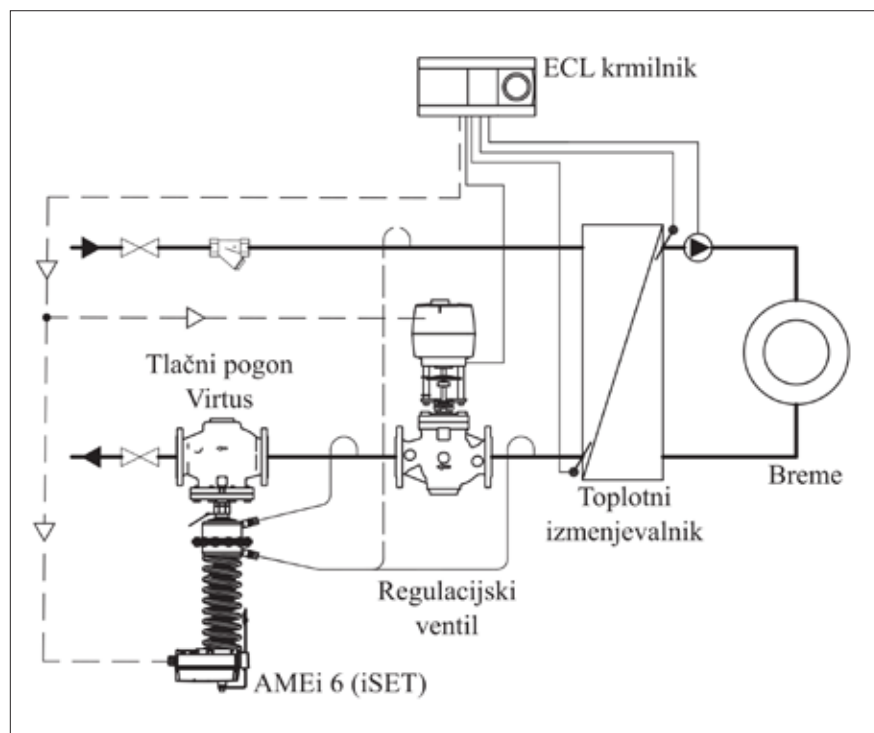 ECL krmilnik
Tlačni pogon
Virtus
Breme
Toplotni
izmenjevalnik
Regulacijski
ventil
AMEi 6 (iSET)